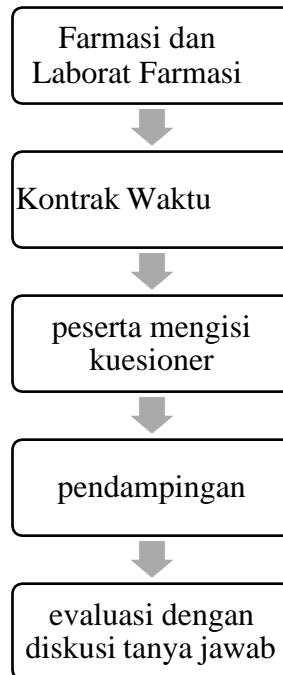 Farmasi dan
Laborat Farmasi
Kontrak Waktu
peserta mengisi
kuesioner
pendampingan
evaluasi dengan
diskusi tanya jawab